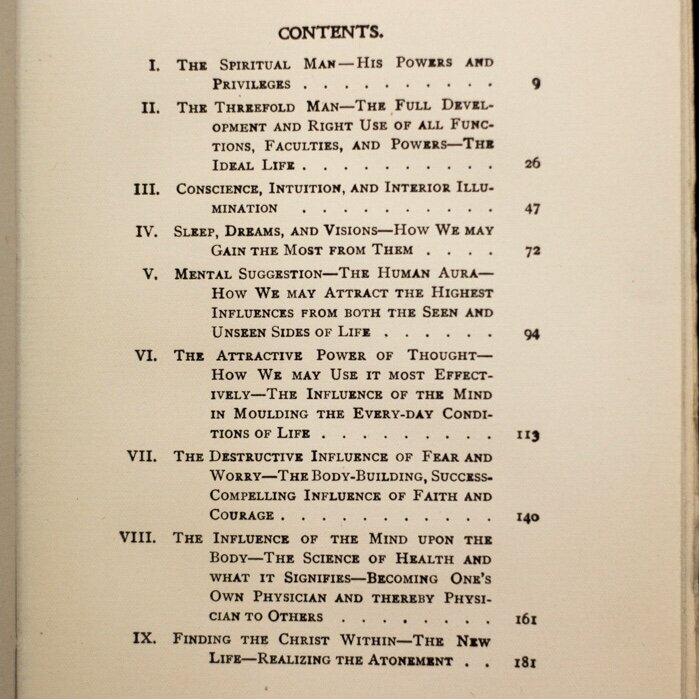 CONTENTS.
I. THE SPIRITUAL MAN—HIS POWERS AND
PRIVILEGES . . . . . . . . . . 9
II. THE THREEFOLD MAN—THE FULL DEVEL-
OPMENT AND RIGHT USE OF ALL FUNC-
TIONS, FACULTIES, AND POWERS—THE
IDEAL LIFE . . . . . . . . . . 26
III. CONSCIENCE, INTUITION, AND INTERIOR ILLU-
MINATION . . . . . . . . . . 47
IV. SLEEP, DREAMS, AND VISIONS—HOW WE MAY
GAIN THE MOST FROM THEM . . . . 72
V. MENTAL SUGGESTION—THE HUMAN AURA—
HOW WE MAY ATTRACT THE HIGHEST
INFLUENCES FROM BOTH THE SEEN AND
UNSEEN SIDES OF LIFE . . . . . . 94
VI. THE ATTRACTIVE POWER OF THOUGHT—
HOW WE MAY USE IT MOST EFFECT-
IVELY—THE INFLUENCE OF THE MIND
IN MOULDING THE EVERY-DAY CONDI-
TIONS OF LIFE . . . . . . . . . 113
VII. THE DESTRUCTIVE INFLUENCE OF FEAR AND
WORRY—THE BODY-BUILDING, SUCCESS-
COMPELLING INFLUENCE OF FAITH AND
COURAGE . . . . . . . . . . . 140
VIII. THE INFLUENCE OF THE MIND UPON THE
BODY—THE SCIENCE OF HEALTH AND
WHAT IT SIGNIFIES—BECOMING ONE'S
OWN PHYSICIAN AND THEREBY PHYSI-
CIAN TO OTHERS . . . . . . . . 161
IX. FINDING THE CHRIST WITHIN—THE NEW
LIFE—REALIZING THE ATONEMENT . . 181